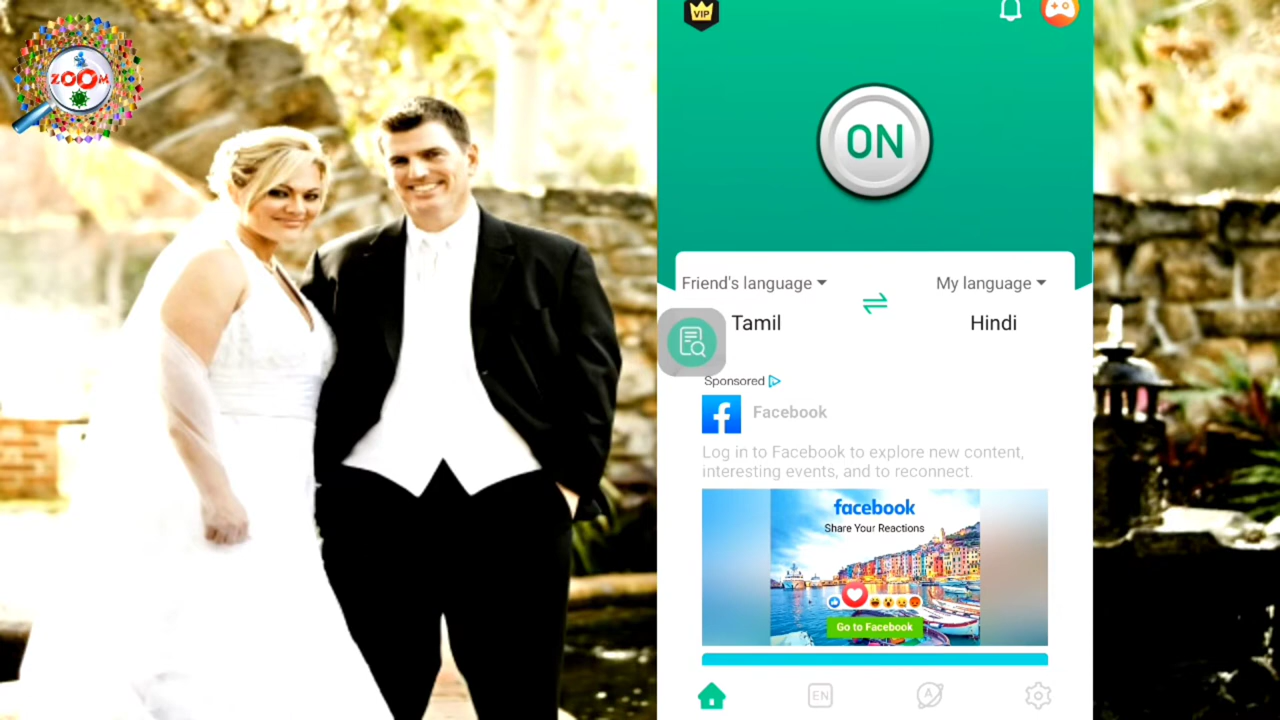 ZOOM
VIP
ON
Friend's language
My language
Tamil
Hindi
Sponsored
Facebook
Log in to Facebook to explore new content,
interesting events, and to reconnect.
facebook
Share Your Reactions
Go to Facebook
EN
A